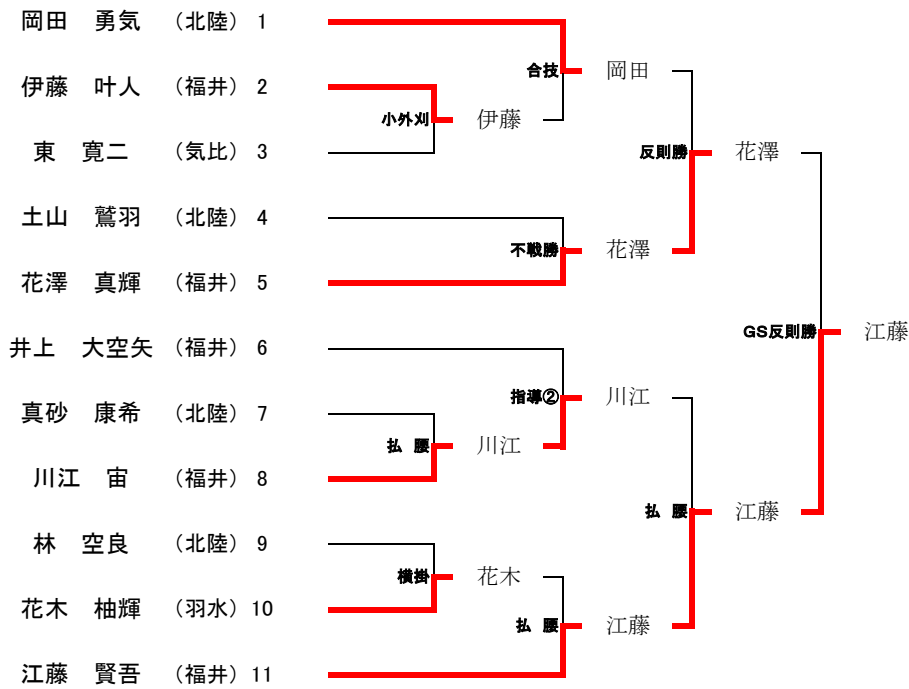 岡田　勇気　（北陸）　1
合技　岡田
伊藤　叶人　（福井）　2
小外刈　伊藤
東　寛二　（気比）　3
反則勝　花澤
土山　鷲羽　（北陸）　4
不戦勝　花澤
花澤　真輝　（福井）　5
GS反則勝　江藤
井上　大空矢　（福井）　6
指導②　川江
真砂　康希　（北陸）　7
払　腰　川江
川江　宙　（福井）　8
払　腰　江藤
林　空良　（北陸）　9
横掛　花木
花木　柚輝　（羽水）　10
払　腰　江藤
江藤　賢吾　（福井）　11